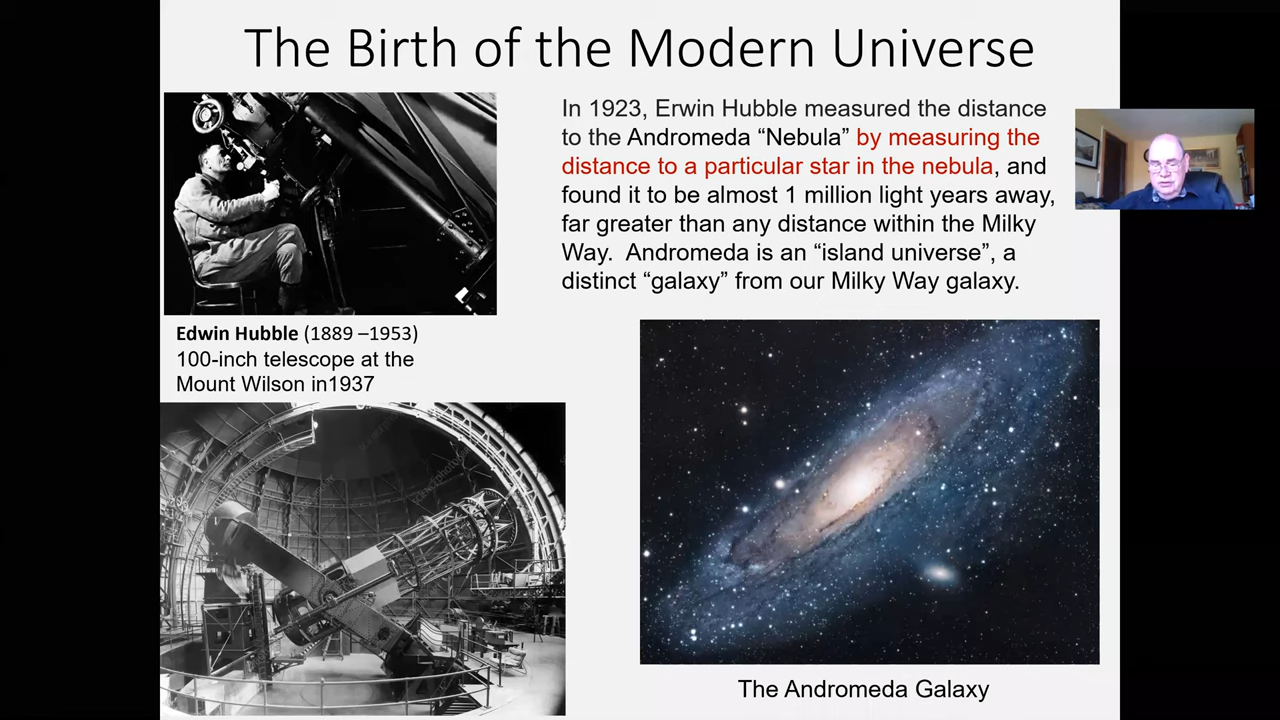 The Birth of the Modern Universe
In 1923, Erwin Hubble measured the distance
to the Andromeda “Nebula” by measuring the
distance to a particular star in the nebula, and
found it to be almost 1 million light years away,
far greater than any distance within the Milky
Way.  Andromeda is an “island universe”, a
distinct “galaxy” from our Milky Way galaxy.
Edwin Hubble (1889 –1953)
100-inch telescope at the
Mount Wilson in1937
The Andromeda Galaxy